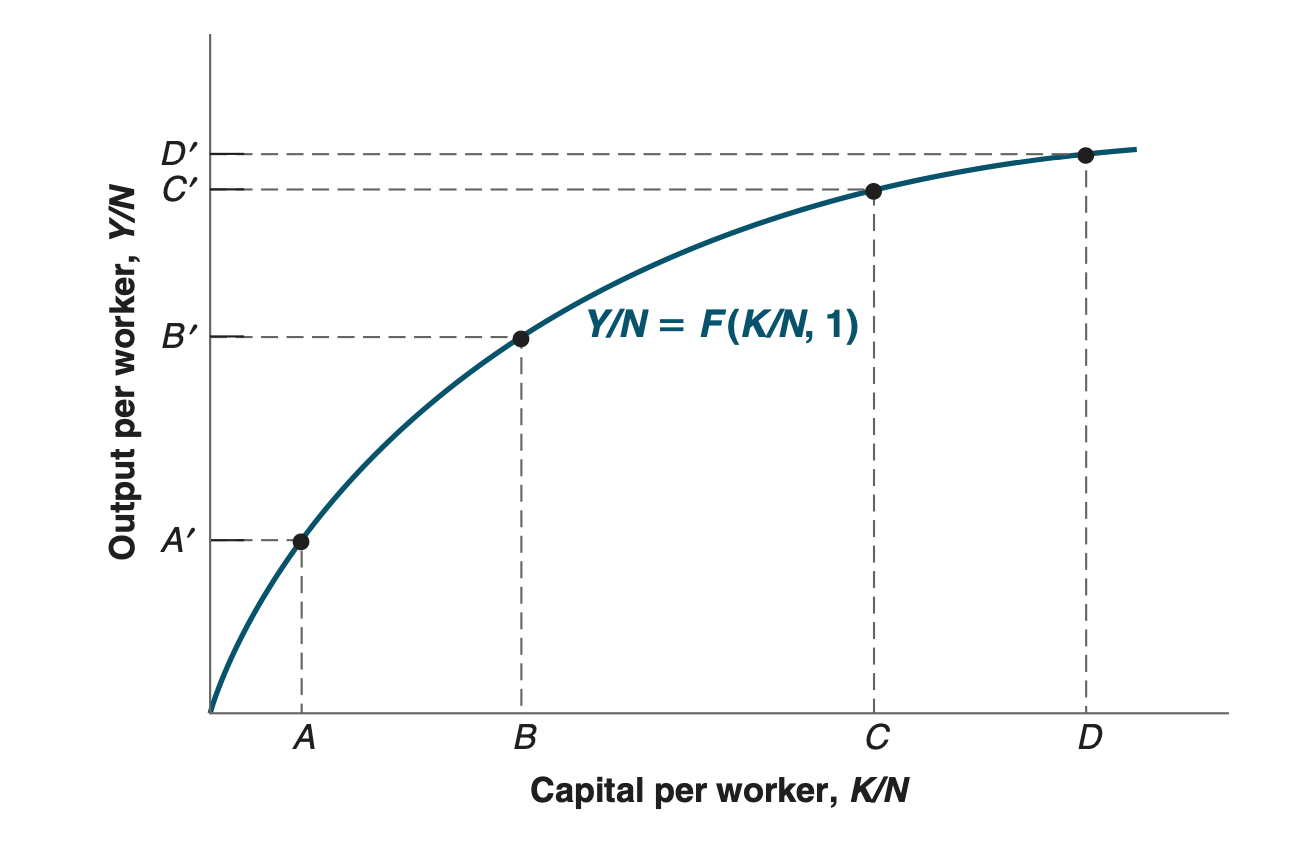 D′
C′
B′
A′
Output per worker, Y/N
Y/N = F(K/N, 1)
A
B
C
D
Capital per worker, K/N